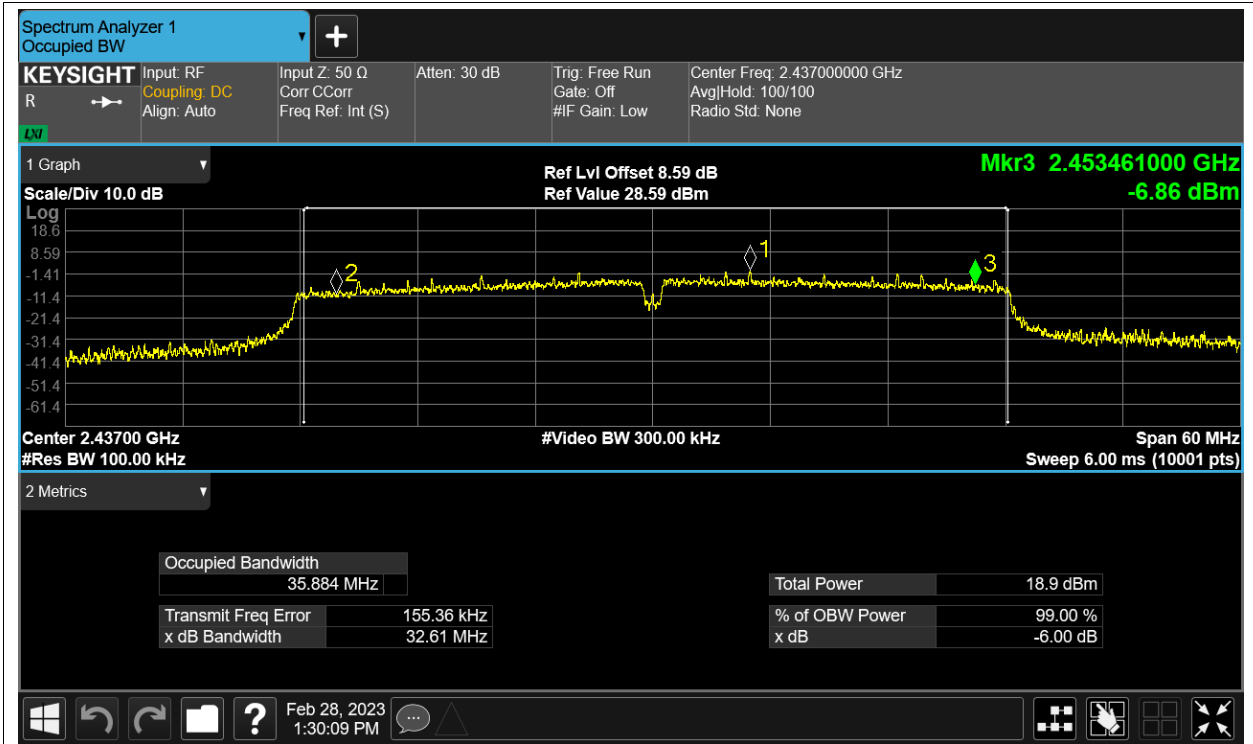 Spectrum Analyzer 1
Occupied BW
+
KEYSIGHT
R
LXI
Input: RF
Coupling: DC
Align: Auto
Input Z: 50 Ω
Corr CCorr
Freq Ref: Int (S)
Atten: 30 dB
Trig: Free Run
Gate: Off
#IF Gain: Low
Center Freq: 2.437000000 GHz
Avg|Hold: 100/100
Radio Std: None
1 Graph
Ref Lvl Offset 8.59 dB
Mkr3 2.453461000 GHz
Scale/Div 10.0 dB
Ref Value 28.59 dBm
-6.86 dBm
Log
18.6
8.59
-1.41
-11.4
-21.4
-31.4
-41.4
-51.4
-61.4
1
2
3
Center 2.43700 GHz
#Video BW 300.00 kHz
Span 60 MHz
#Res BW 100.00 kHz
Sweep 6.00 ms (10001 pts)
2 Metrics
Occupied Bandwidth
35.884 MHz
Total Power 18.9 dBm
Transmit Freq Error 155.36 kHz
% of OBW Power 99.00 %
x dB Bandwidth 32.61 MHz
x dB -6.00 dB
?
Feb 28, 2023
1:30:09 PM